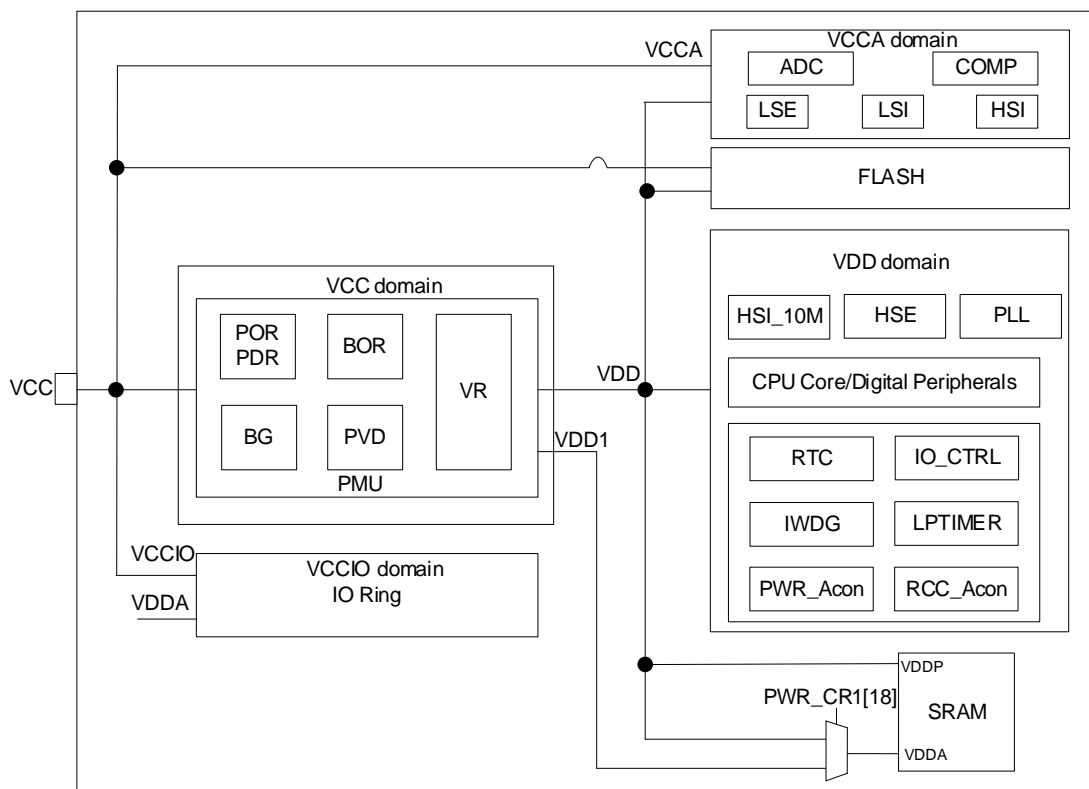 VCCA
VCCA domain
ADC
COMP
LSE
LSI
HSI
FLASH
VCC domain
POR
PDR
BOR
VR
BG
PVD
PMU
VCC
VDD
VDD1
VDD domain
HSI_10M
HSE
PLL
CPU Core/Digital Peripherals
RTC
IO_CTRL
IWDG
LPTIMER
PWR_Acon
RCC_Acon
VCCIO
VDDA
VCCIO domain
IO Ring
PWR_CR1[18]
VDDP
SRAM
VDDA